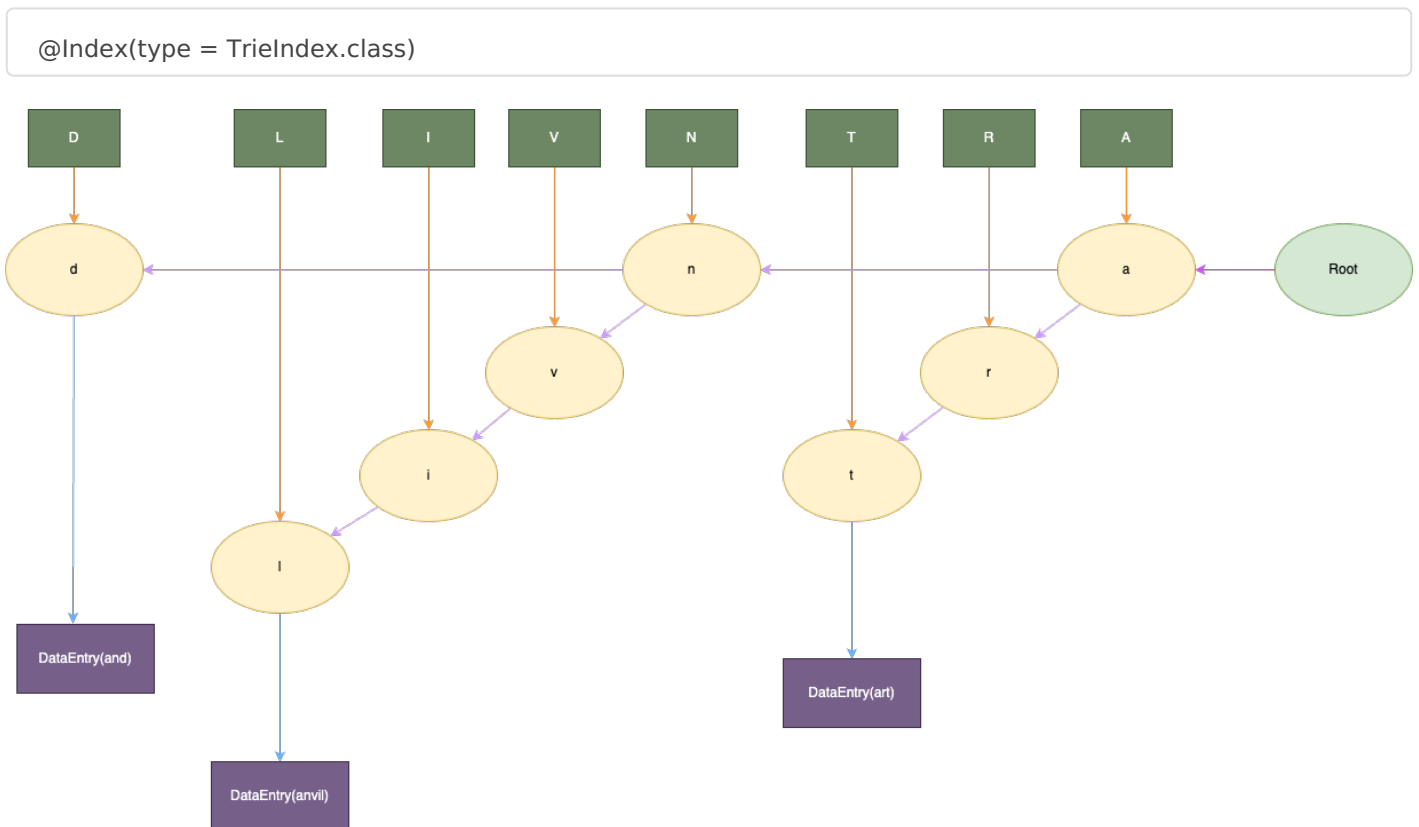 @Index(type = TrieIndex.class)
D L I V N T R A
d n a Root
v r
i t
l
DataEntry(and)
DataEntry(art)
DataEntry(anvil)